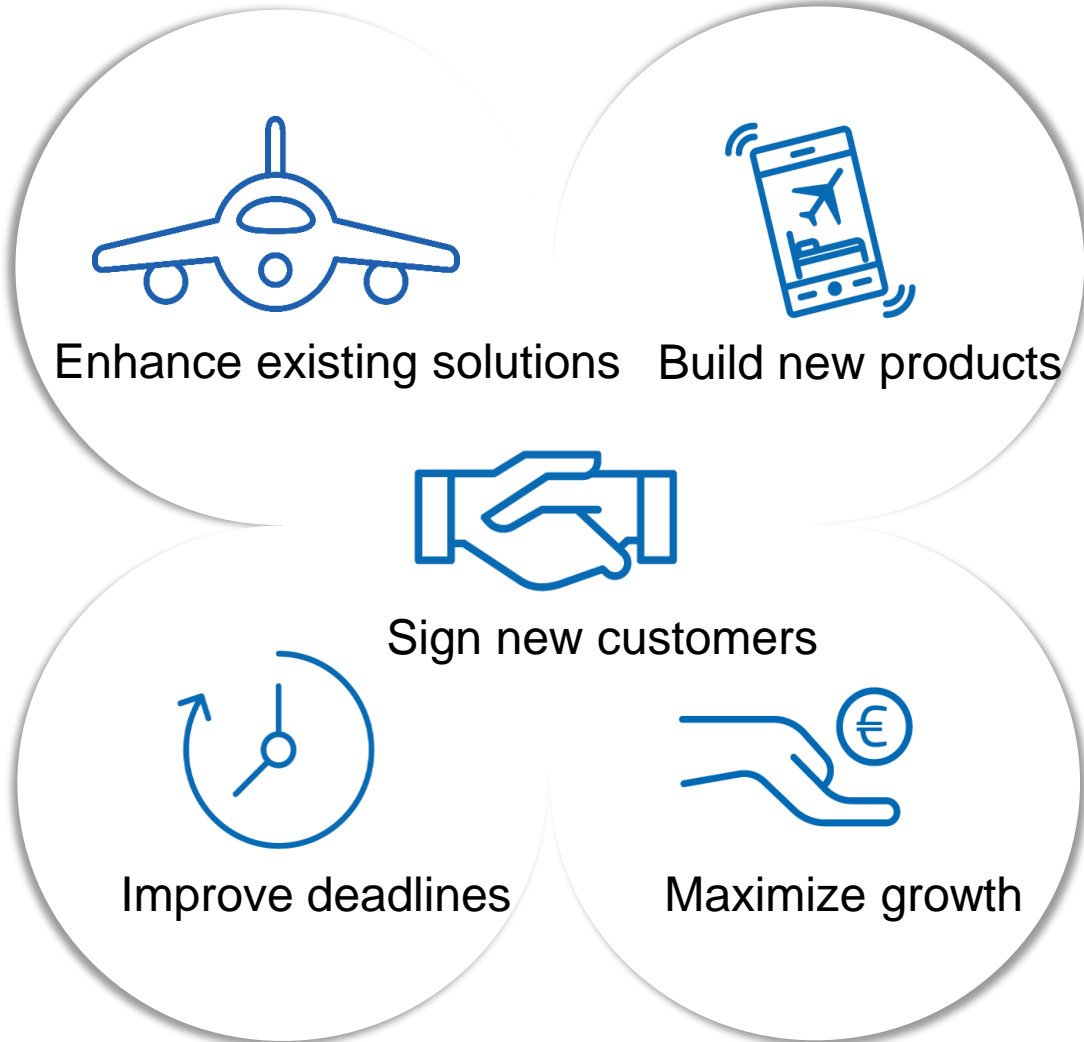 Enhance existing solutions
Build new products
Sign new customers
€
Improve deadlines
Maximize growth